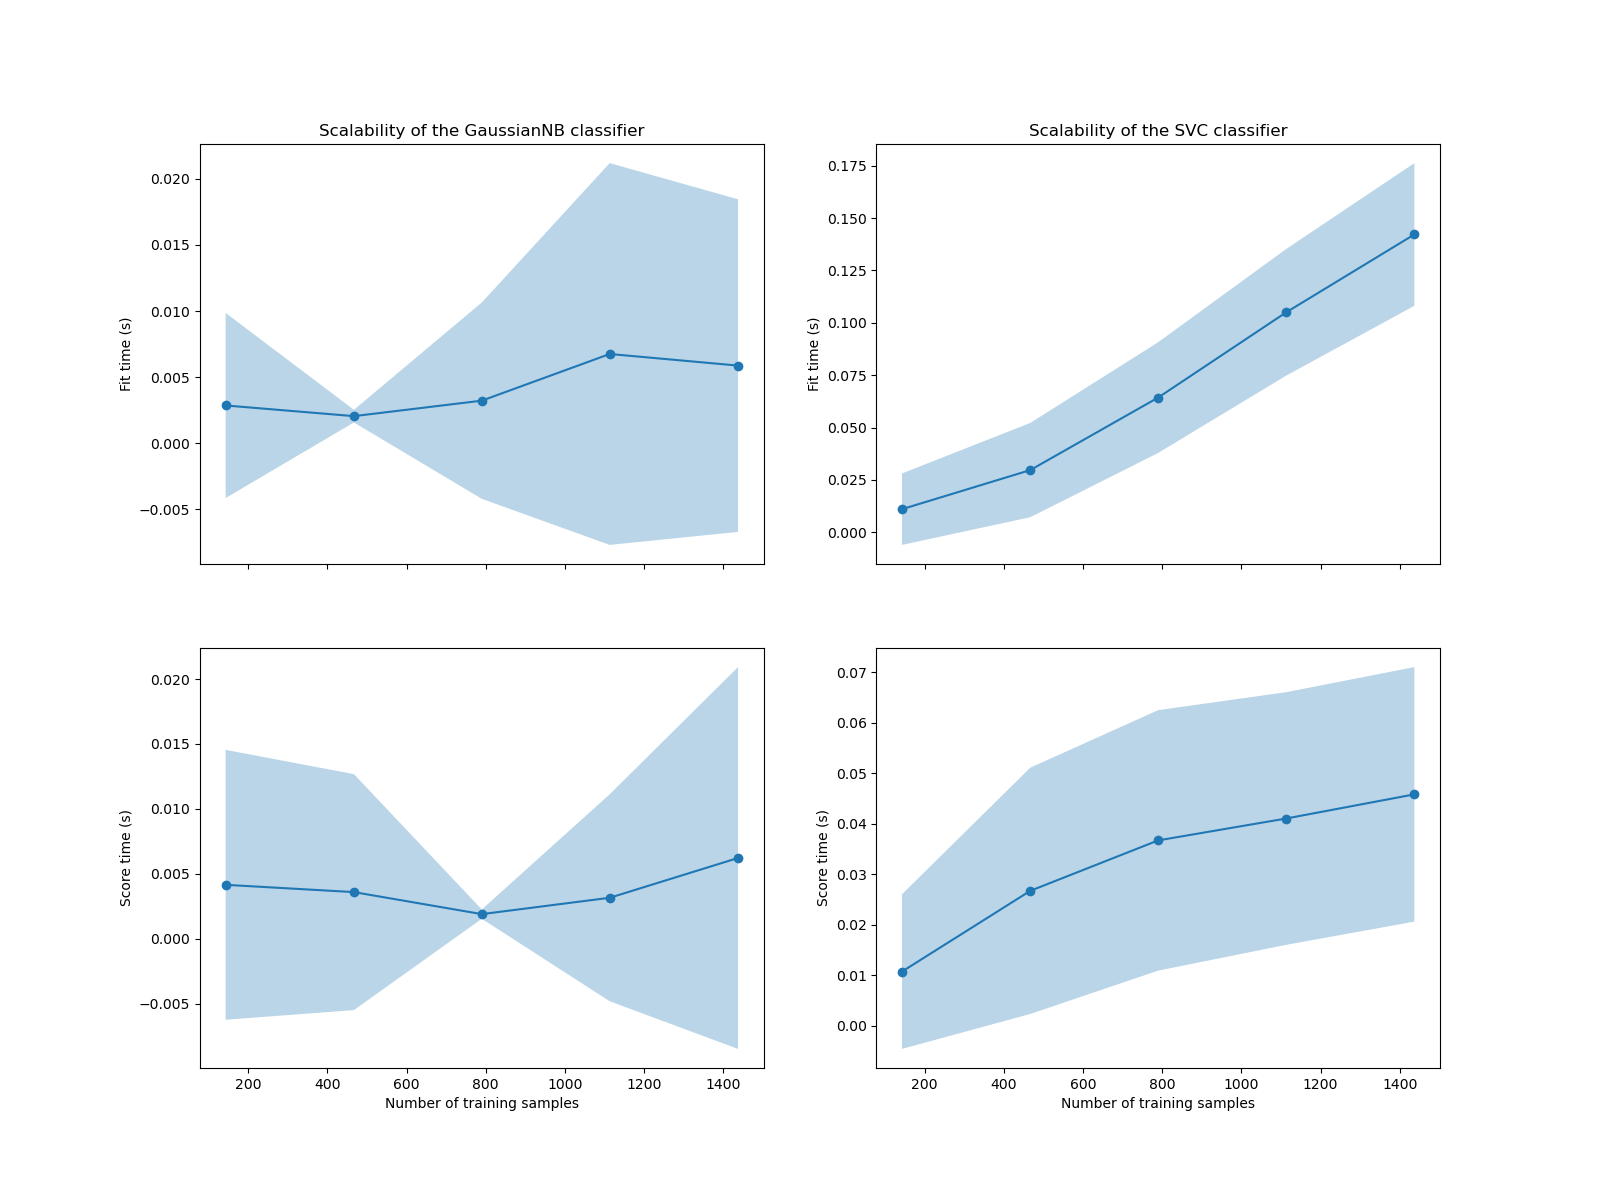 Scalability of the GaussianNB classifier
0.020
0.015
0.010
0.005
0.000
−0.005
Fit time (s)
Scalability of the SVC classifier
0.175
0.150
0.125
0.100
0.075
0.050
0.025
0.000
Fit time (s)
0.020
0.015
0.010
0.005
0.000
−0.005
Score time (s)
200 400 600 800 1000 1200 1400
Number of training samples
0.07
0.06
0.05
0.04
0.03
0.02
0.01
0.00
Score time (s)
200 400 600 800 1000 1200 1400
Number of training samples